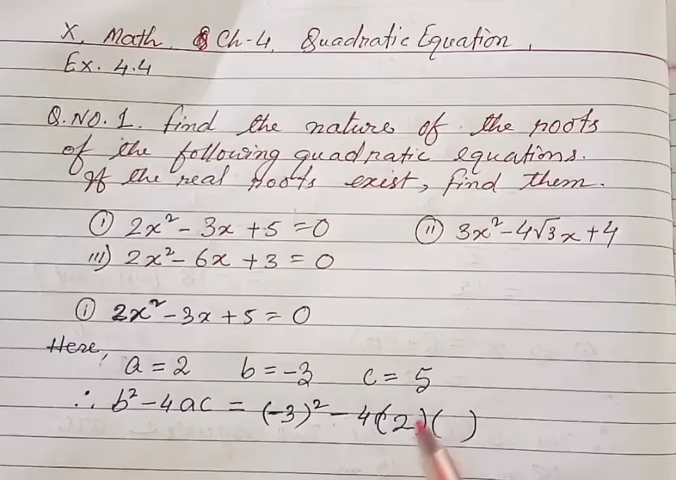 X, Math, Ch-4, Quadratic Equation,
Ex. 4.4
Q.NO.1. find the nature of the roots
of the following quadratic equations.
If the real roots exist, find them.
(i) 2x² - 3x + 5 = 0 (ii) 3x² - 4√3x + 4
iii) 2x² - 6x + 3 = 0
(i) 2x² - 3x + 5 = 0
Here,
a = 2 b = -3 c = 5
∴ b² - 4ac = (-3)² - 4(2)( )